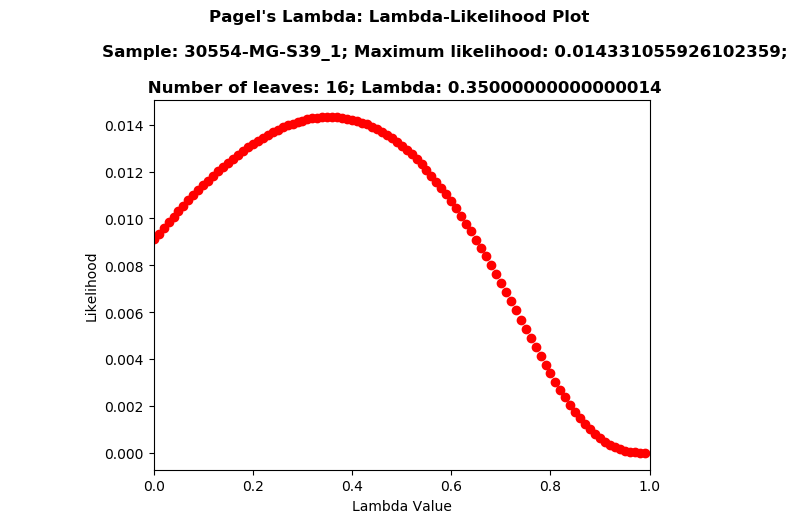 Pagel's Lambda: Lambda-Likelihood Plot
Sample: 30554-MG-S39_1; Maximum likelihood: 0.014331055926102359;
Number of leaves: 16; Lambda: 0.35000000000000014
0.014
0.012
0.010
0.008
0.006
0.004
0.002
0.000
Likelihood
0.0 0.2 0.4 0.6 0.8 1.0
Lambda Value